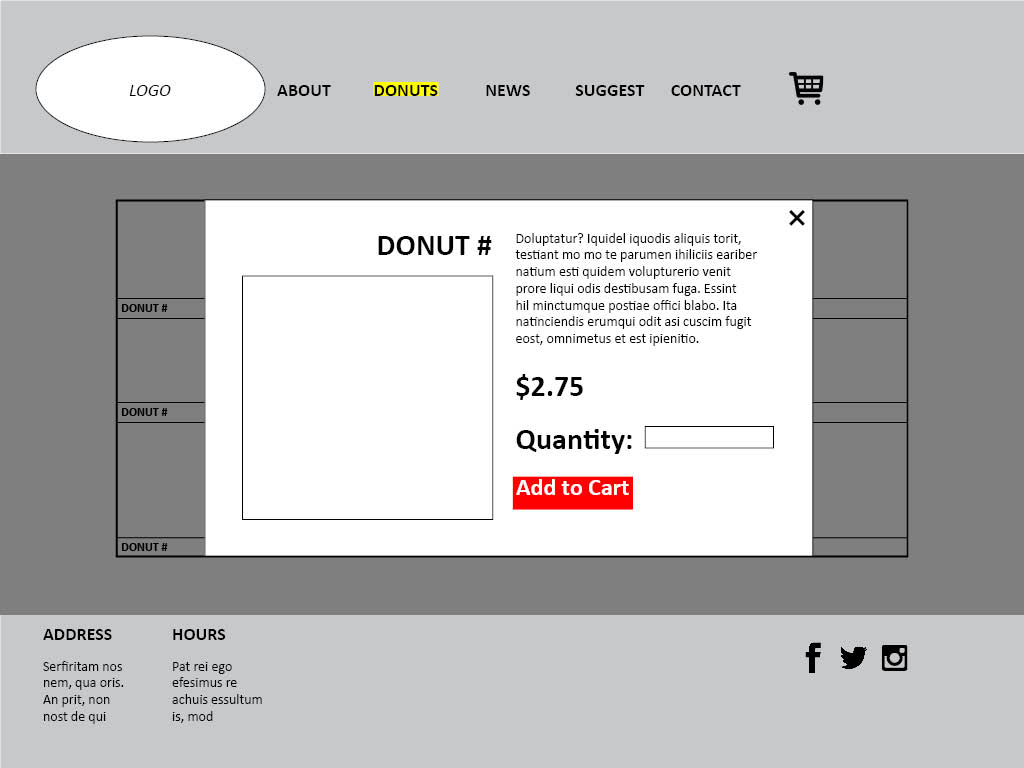 LOGO
ABOUT DONUTS NEWS SUGGEST CONTACT
DONUT #
Doluptatur? Iquidel iquodis aliquis torit,
testiant mo mo te parumen ihiliciis eariber
natium esti quidem volupturerio venit
prore liqui odis destibusam fuga. Essint
hil minctumque postiae offici blabo. Ita
natinciendis erumqui odit asi cuscim fugit
eost, omnimetus et est ipienitio.
$2.75
Quantity:
Add to Cart
DONUT #
DONUT #
DONUT #
ADDRESS
Serfiritam nos
nem, qua oris.
An prit, non
nost de qui
HOURS
Pat rei ego
efesimus re
achuis essultum
is, mod